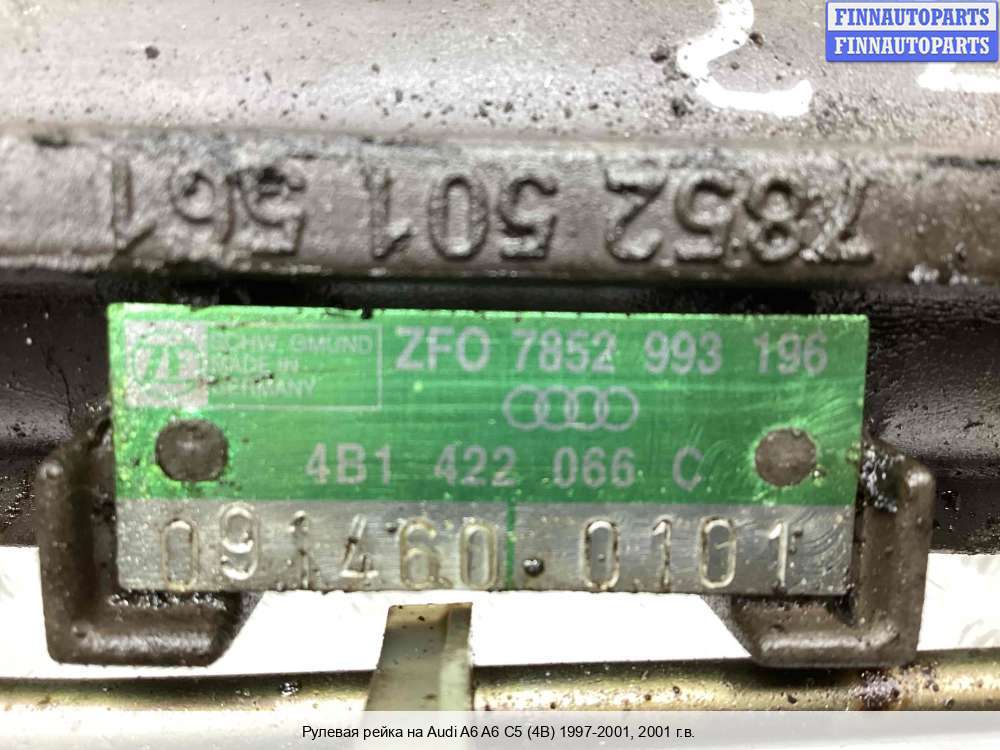 FINNAUTOPARTS
FINNAUTOPARTS
7852 501 561
ZF SCHW. GMUND
MADE IN
GERMANY
ZFO 7852 993 196
4B1 422 066 C
091460.0101
Рулевая рейка на Audi A6 A6 C5 (4B) 1997-2001, 2001 г.в.